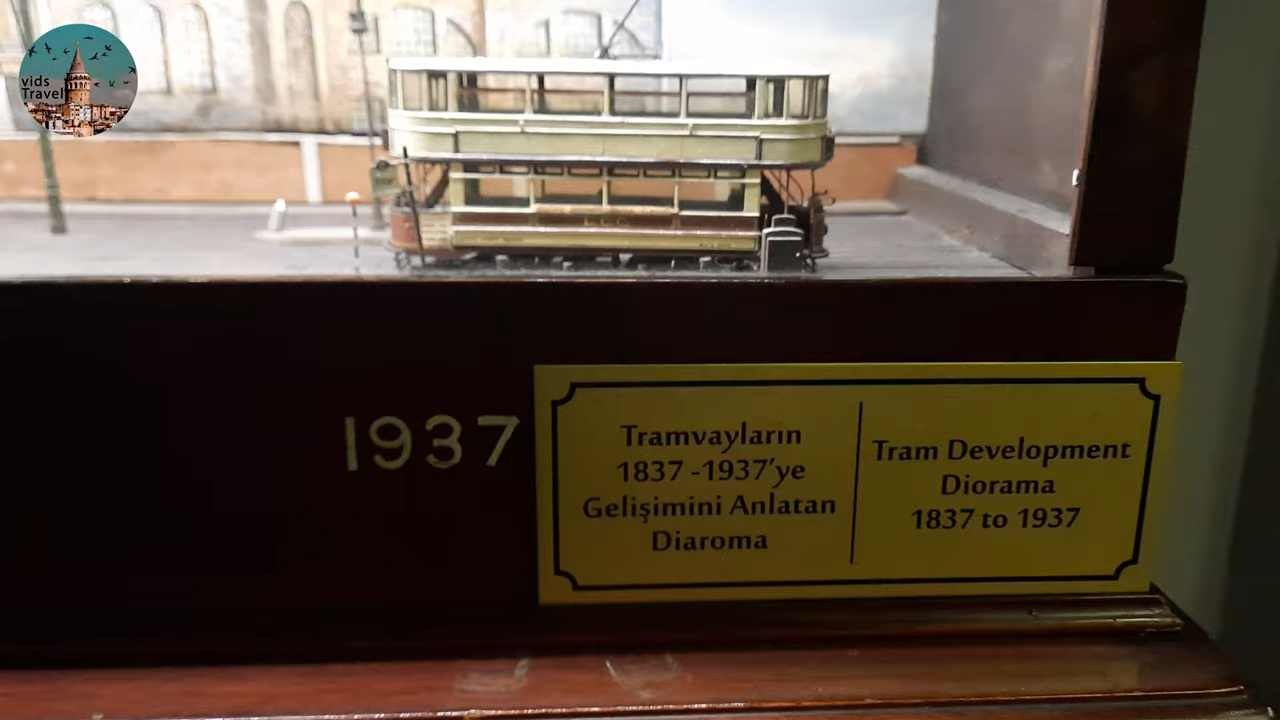 vids
Travel
1937
Tramvayların
1837 -1937'ye
Gelişimini Anlatan
Diaroma
Tram Development
Diorama
1837 to 1937